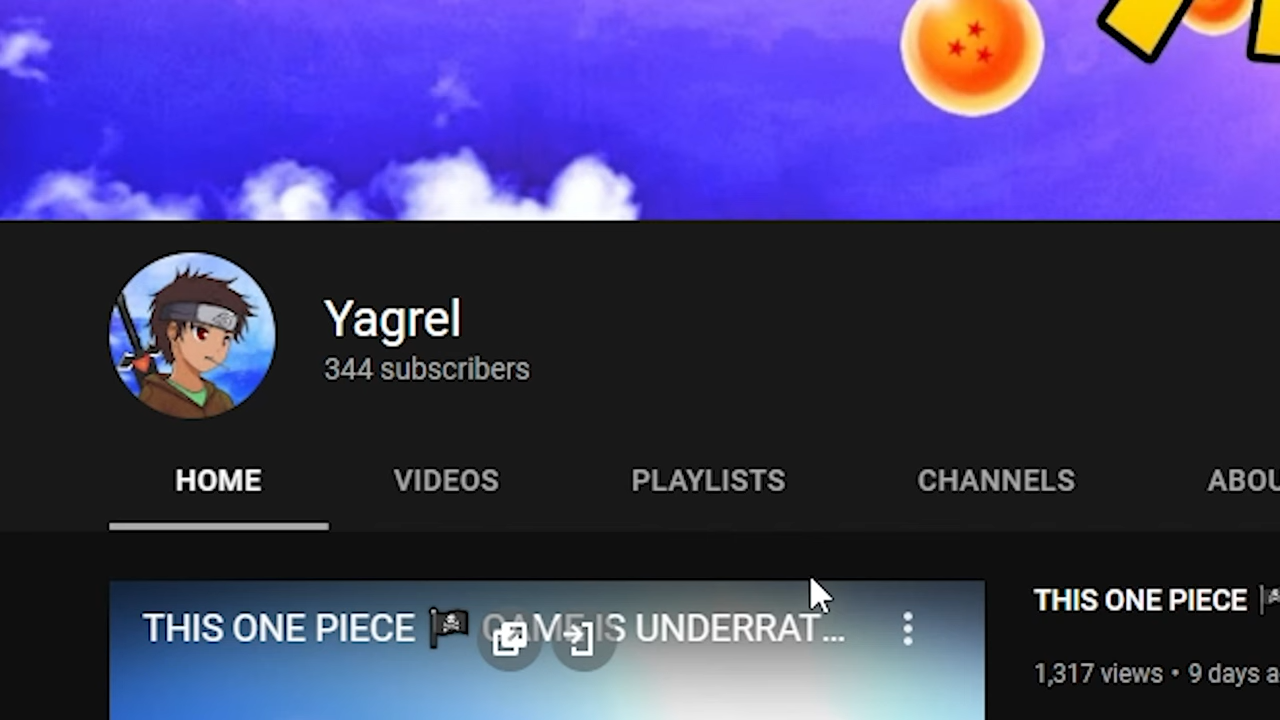 Yagrel
344 subscribers
HOME VIDEOS PLAYLISTS CHANNELS ABOU
THIS ONE PIECE 🏴‍☠️ GAME IS UNDERRAT...
THIS ONE PIECE
1,317 views • 9 days a